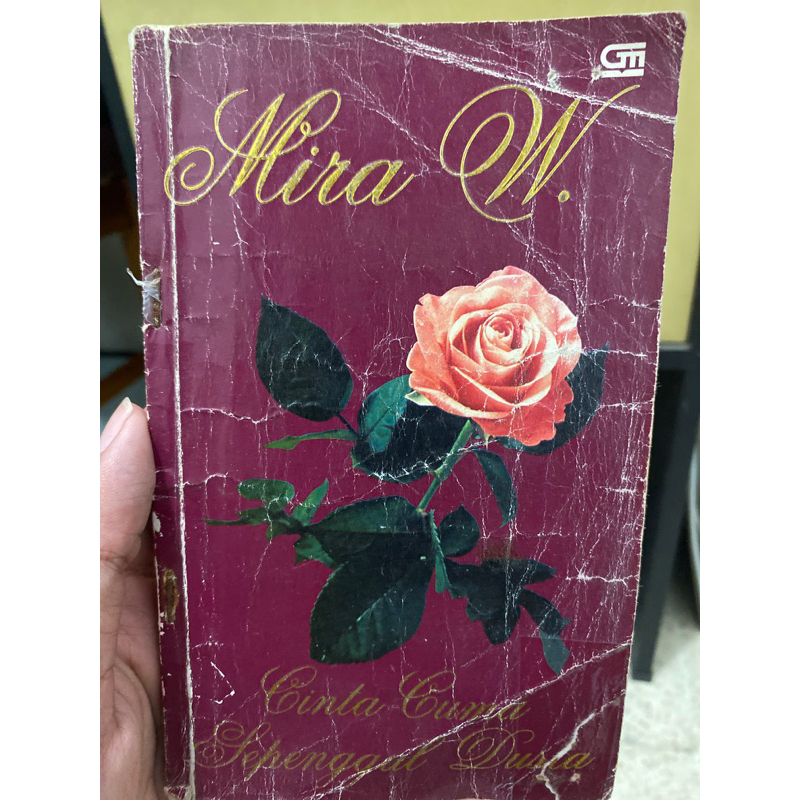 GM
Mira W.
Cinta Cuma
Sepenggal Dusta